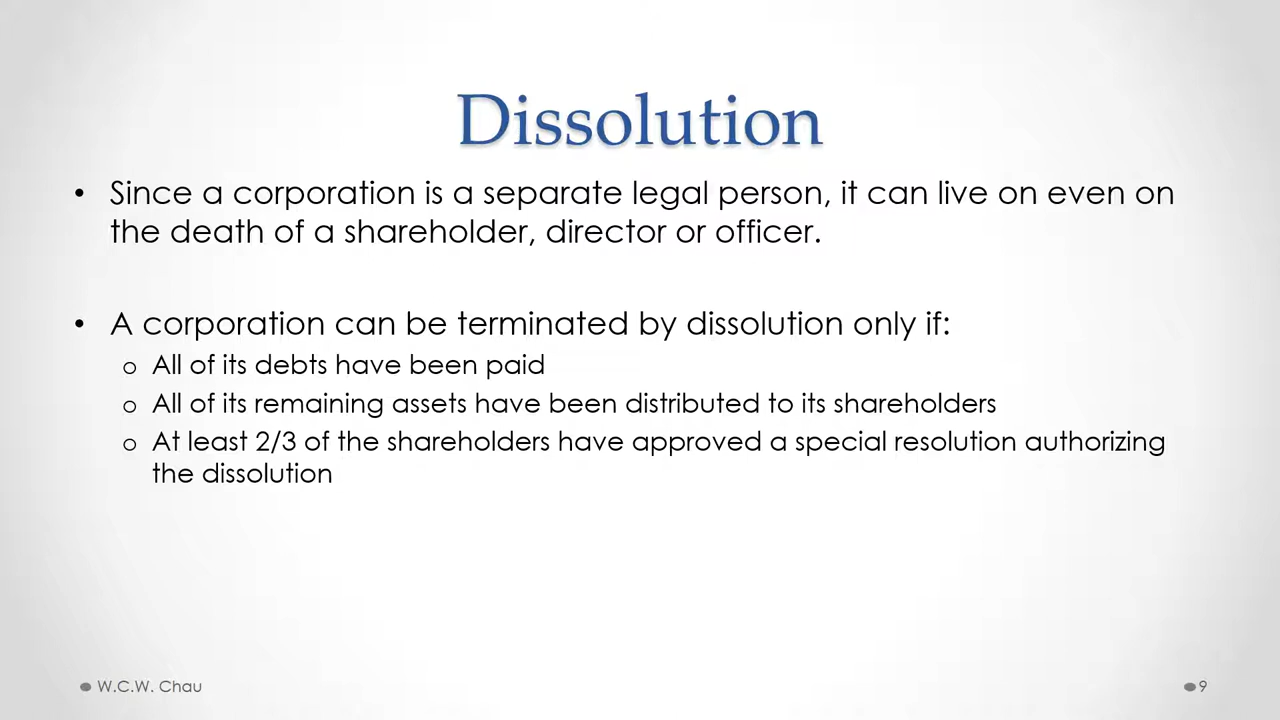 Dissolution
• Since a corporation is a separate legal person, it can live on even on
the death of a shareholder, director or officer.
• A corporation can be terminated by dissolution only if:
o All of its debts have been paid
o All of its remaining assets have been distributed to its shareholders
o At least 2/3 of the shareholders have approved a special resolution authorizing
the dissolution
W.C.W. Chau
9